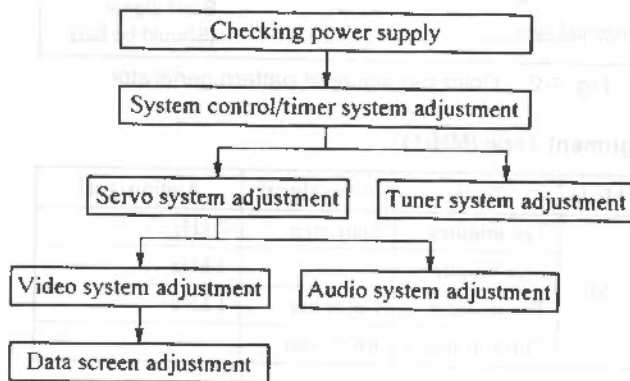 Checking power supply
System control/timer system adjustment
Servo system adjustment
Tuner system adjustment
Video system adjustment
Audio system adjustment
Data screen adjustment